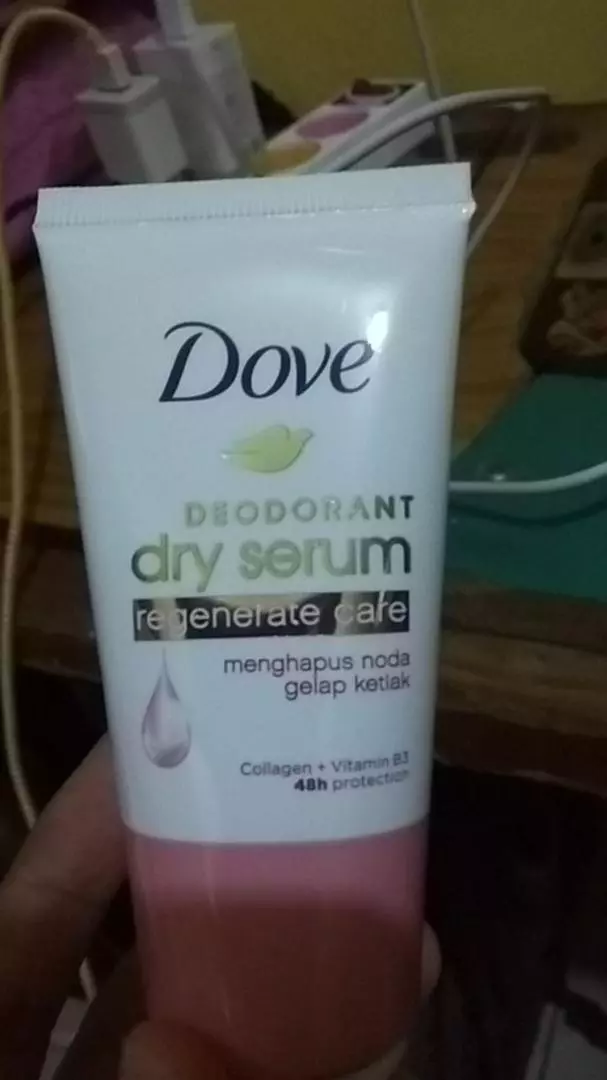 Dove
DEODORANT
dry serum
regenerate care
menghapus noda
gelap ketiak
Collagen + Vitamin B3
48h protection